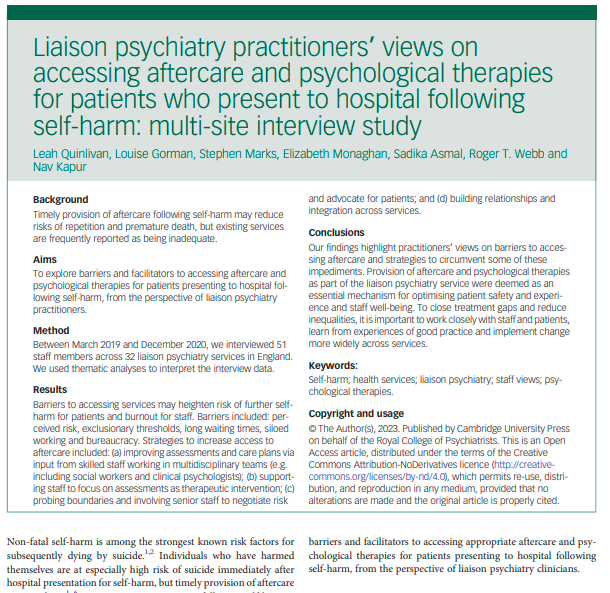 Liaison psychiatry practitioners' views on
accessing aftercare and psychological therapies
for patients who present to hospital following
self-harm: multi-site interview study
Leah Quinlivan, Louise Gorman, Stephen Marks, Elizabeth Monaghan, Sadika Asmal, Roger T. Webb and
Nav Kapur
Background
Timely provision of aftercare following self-harm may reduce
risks of repetition and premature death, but existing services
are frequently reported as being inadequate.
Aims
To explore barriers and facilitators to accessing aftercare and
psychological therapies for patients presenting to hospital fol-
lowing self-harm, from the perspective of liaison psychiatry
practitioners.
Method
Between March 2019 and December 2020, we interviewed 51
staff members across 32 liaison psychiatry services in England.
We used thematic analyses to interpret the interview data.
Results
Barriers to accessing services may heighten risk of further self-
harm for patients and burnout for staff. Barriers included: per-
ceived risk, exclusionary thresholds, long waiting times, siloed
working and bureaucracy. Strategies to increase access to
aftercare included: (a) improving assessments and care plans via
input from skilled staff working in multidisciplinary teams (e.g.
including social workers and clinical psychologists); (b) support-
ing staff to focus on assessments as therapeutic intervention; (c)
probing boundaries and involving senior staff to negotiate risk
and advocate for patients; and (d) building relationships and
integration across services.
Conclusions
Our findings highlight practitioners' views on barriers to acces-
sing aftercare and strategies to circumvent some of these
impediments. Provision of aftercare and psychological therapies
as part of the liaison psychiatry service were deemed as an
essential mechanism for optimising patient safety and experi-
ence and staff well-being. To close treatment gaps and reduce
inequalities, it is important to work closely with staff and patients,
learn from experiences of good practice and implement change
more widely across services.
Keywords:
Self-harm; health services; liaison psychiatry; staff views; psy-
chological therapies.
Copyright and usage
© The Author(s), 2023. Published by Cambridge University Press
on behalf of the Royal College of Psychiatrists. This is an Open
Access article, distributed under the terms of the Creative
Commons Attribution-NoDerivatives licence (http://creative-
commons.org/licenses/by-nd/4.0), which permits re-use, distri-
bution, and reproduction in any medium, provided that no
alterations are made and the original article is properly cited.
Non-fatal self-harm is among the strongest known risk factors for
subsequently dying by suicide.1,2 Individuals who have harmed
themselves are at especially high risk of suicide immediately after
hospital presentation for self-harm, but timely provision of aftercare
barriers and facilitators to accessing appropriate aftercare and psy-
chological therapies for patients presenting to hospital following
self-harm, from the perspective of liaison psychiatry clinicians.